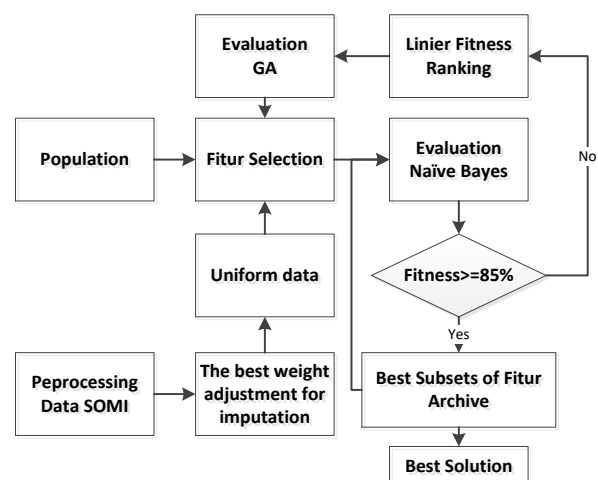 Evaluation
GA
Linier Fitness
Ranking
Population
Fitur Selection
Evaluation
Naïve Bayes
No
Uniform data
Fitness>=85%
Yes
Peprocessing
Data SOMI
The best weight
adjustment for
imputation
Best Subsets of Fitur
Archive
Best Solution